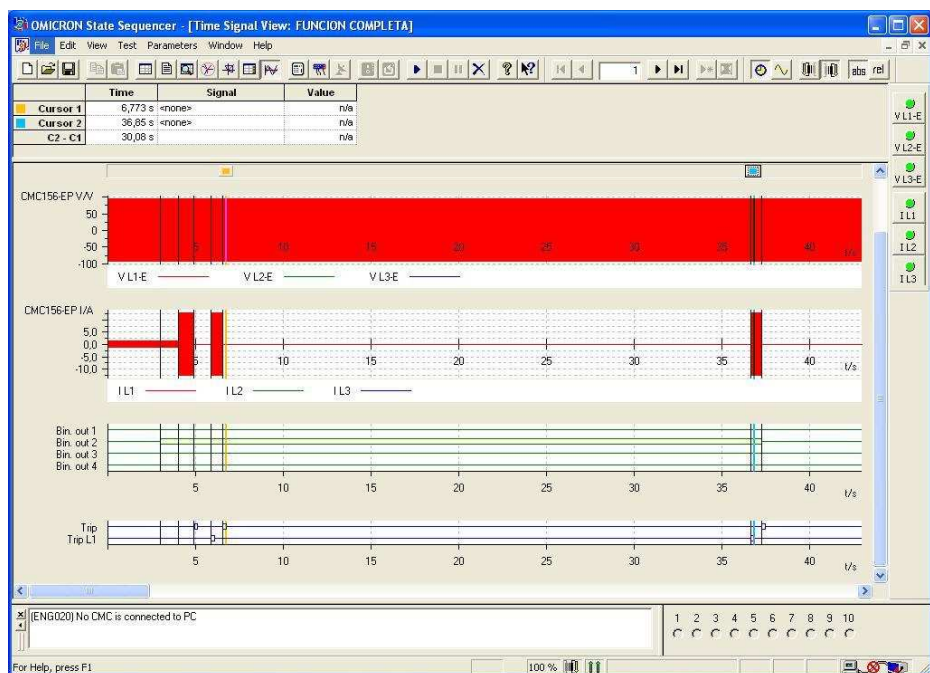 OMICRON State Sequencer - [Time Signal View: FUNCION COMPLETA]
File Edit View Test Parameters Window Help
1 abs rel
Time Signal Value
Cursor 1 6,773 s <none> n/a
Cursor 2 36,85 s <none> n/a
C2 - C1 30,08 s n/a
V L1-E
V L2-E
V L3-E
I L1
I L2
I L3
CMC156-EP V/V
50
0
-50
-100
5 10 15 20 25 30 35 40 t/s
V L1-E V L2-E V L3-E
CMC156-EP I/A
5,0
0,0
-5,0
-10,0
5 10 15 20 25 30 35 40 t/s
I L1 I L2 I L3
Bin. out 1
Bin. out 2
Bin. out 3
Bin. out 4
5 10 15 20 25 30 35 40 t/s
Trip
Trip L1
5 10 15 20 25 30 35 40 t/s
(ENG020) No CMC is connected to PC
1 2 3 4 5 6 7 8 9 10
For Help, press F1
100 %